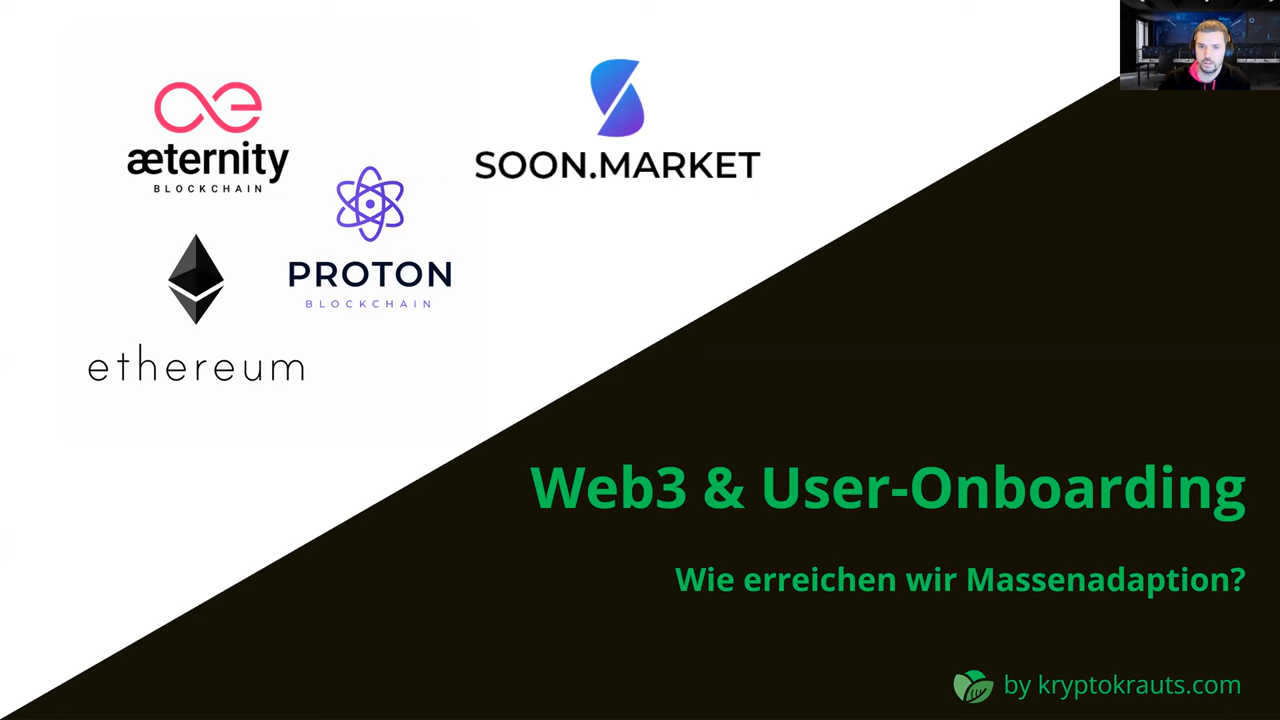 æternity
BLOCKCHAIN
SOON.MARKET
PROTON
BLOCKCHAIN
ethereum
Web3 & User-Onboarding
Wie erreichen wir Massenadaption?
by kryptokrauts.com